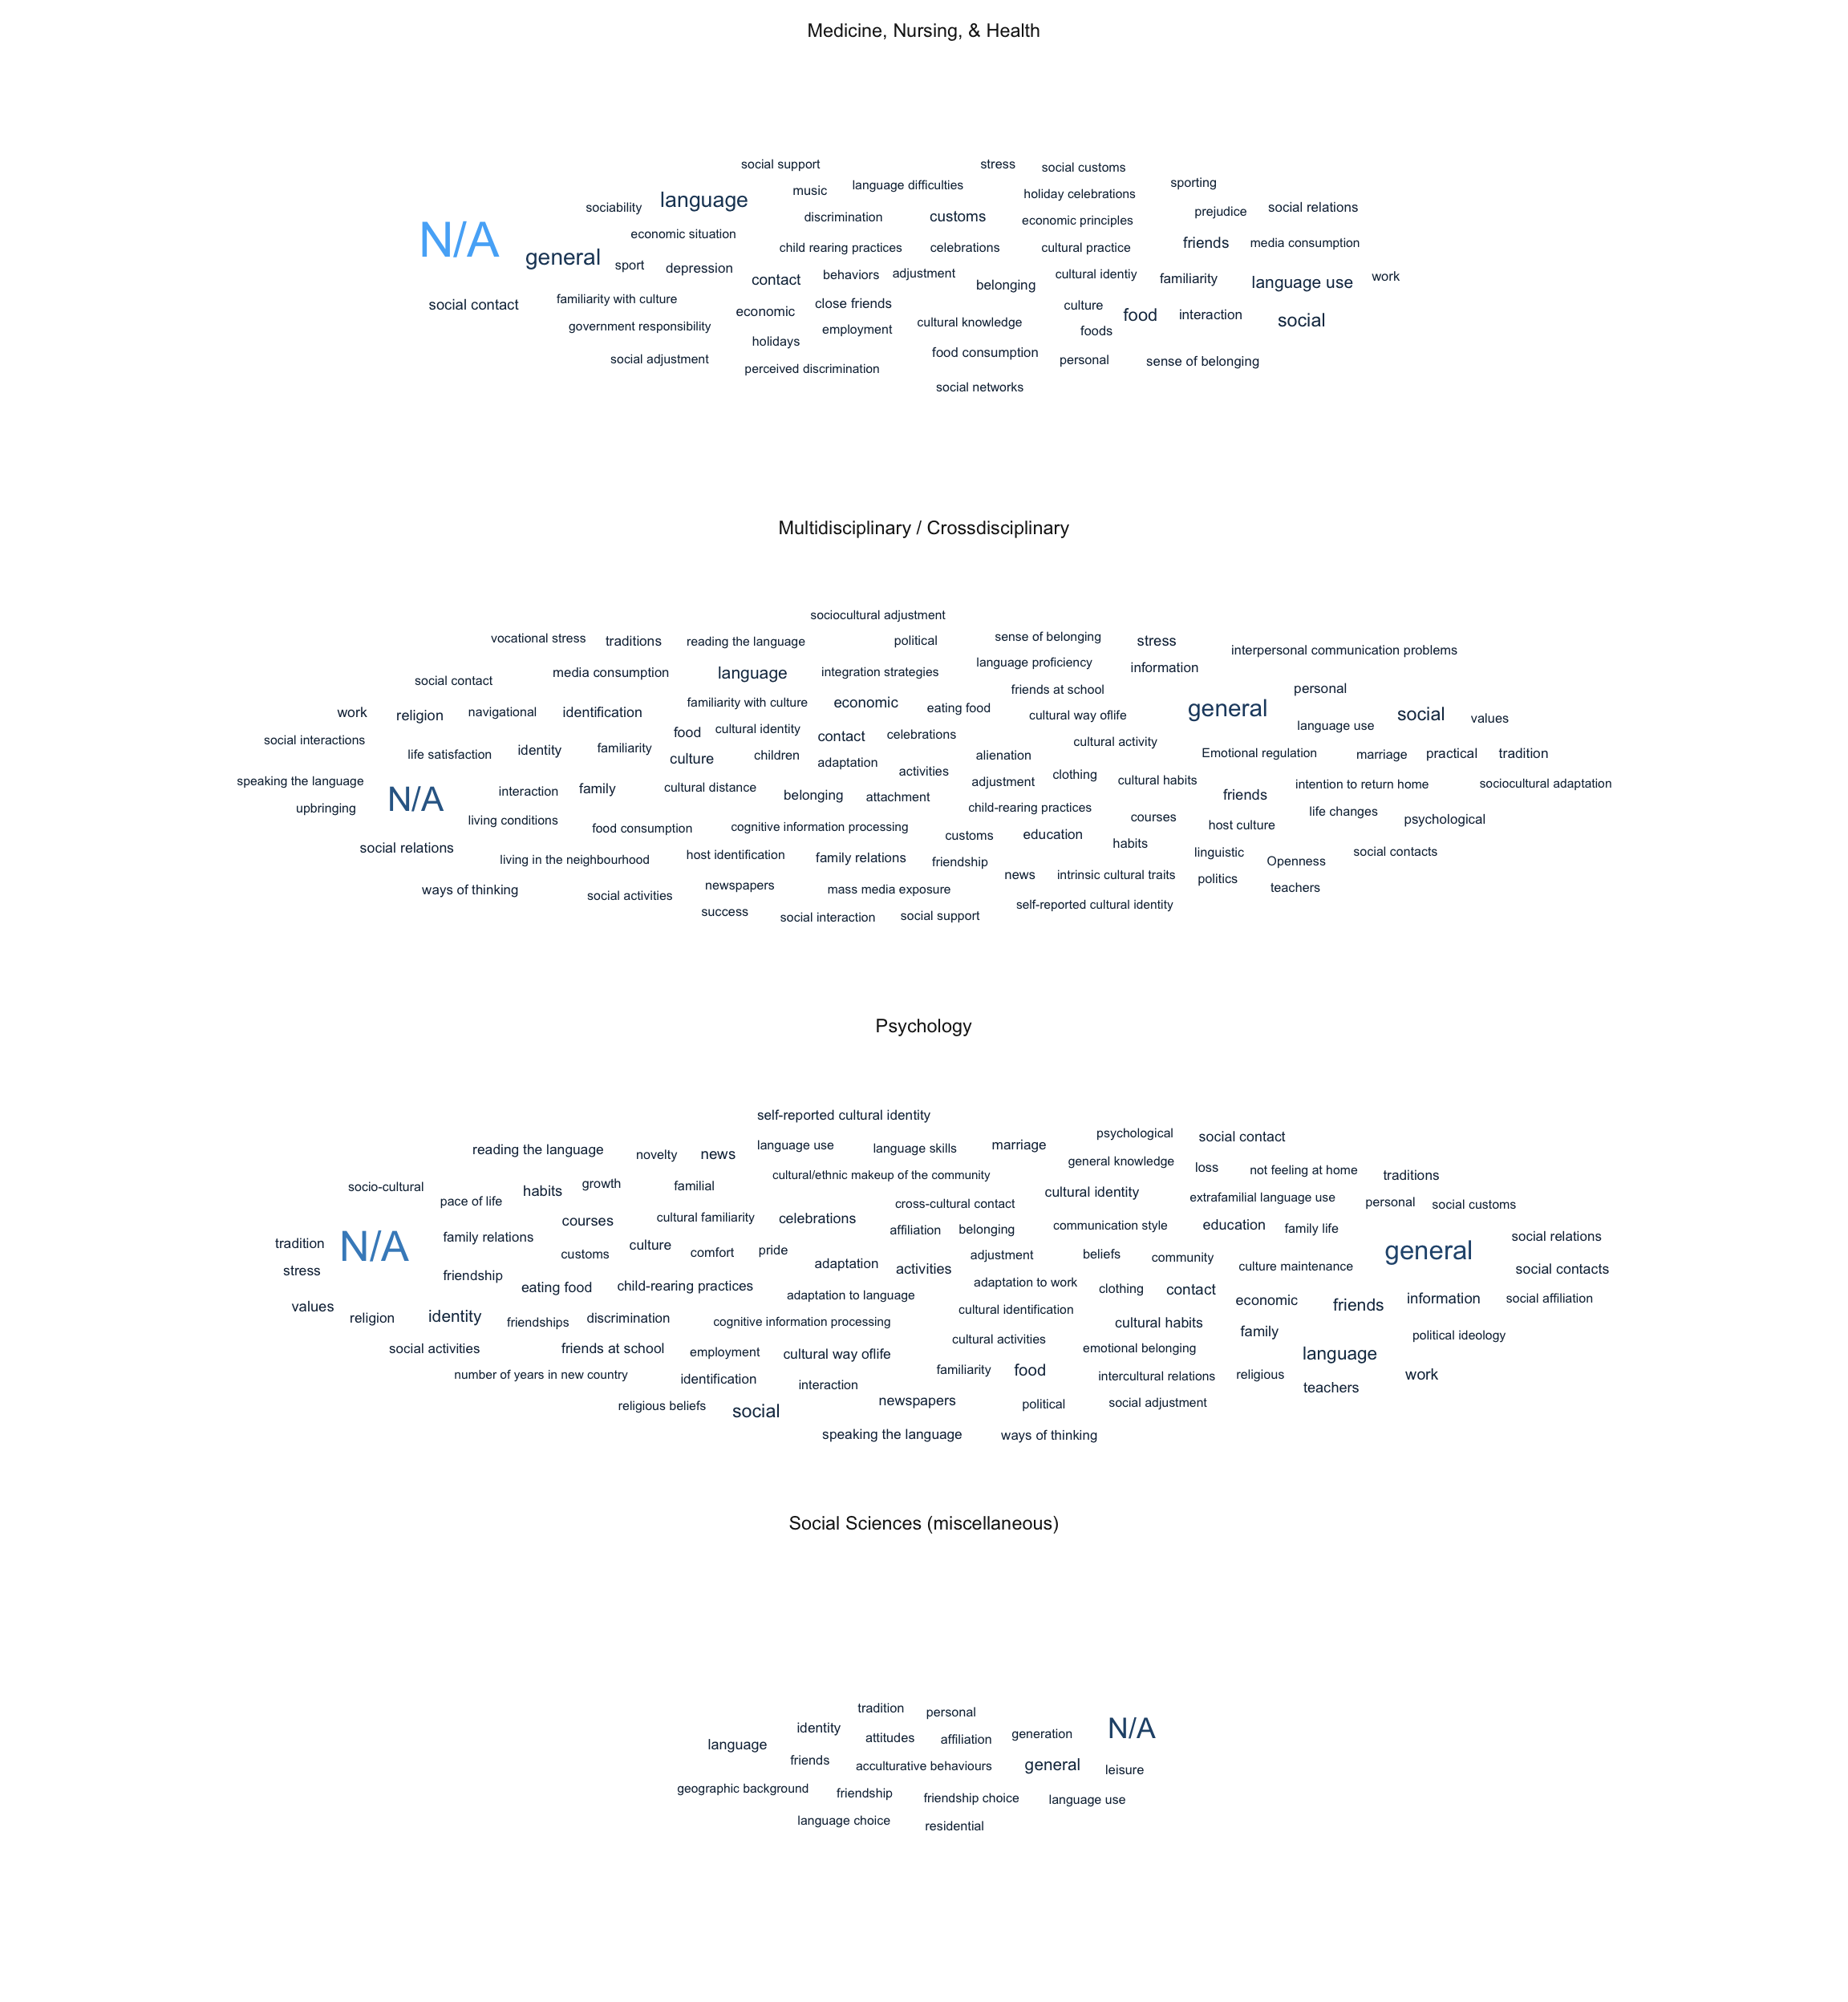 Medicine, Nursing, & Health
social support stress social customs
music language difficulties holiday celebrations sporting
sociability language discrimination customs economic principles prejudice social relations
N/A economic situation child rearing practices celebrations cultural practice friends media consumption
general sport depression contact behaviors adjustment belonging cultural identiy familiarity language use work
social contact familiarity with culture economic close friends culture food interaction social
government responsibility holidays employment cultural knowledge foods
social adjustment perceived discrimination food consumption personal sense of belonging
social networks
Multidisciplinary / Crossdisciplinary
sociocultural adjustment
vocational stress traditions reading the language political sense of belonging stress interpersonal communication problems
social contact media consumption language integration strategies language proficiency information
work religion navigational identification familiarity with culture economic eating food friends at school cultural way oflife general personal language use social values
social interactions life satisfaction identity familiarity food cultural identity contact celebrations cultural activity
culture children adaptation activities alienation Emotional regulation marriage practical tradition
speaking the language N/A interaction family cultural distance belonging attachment adjustment clothing cultural habits friends intention to return home sociocultural adaptation
upbringing living conditions food consumption cognitive information processing child-rearing practices courses host culture life changes psychological
social relations living in the neighbourhood host identification family relations customs education habits linguistic Openness social contacts
friendship news intrinsic cultural traits politics teachers
ways of thinking social activities newspapers mass media exposure
success social interaction social support self-reported cultural identity
Psychology
self-reported cultural identity
reading the language novelty news language use language skills marriage psychological social contact
cultural/ethnic makeup of the community general knowledge loss not feeling at home traditions
socio-cultural pace of life habits growth familial cross-cultural contact cultural identity extrafamilial language use personal social customs
courses cultural familiarity celebrations affiliation belonging communication style education family life
tradition N/A family relations customs culture comfort pride adaptation activities adjustment beliefs community culture maintenance general social relations
stress friendship eating food child-rearing practices adaptation to language adaptation to work clothing contact economic social contacts
values religion identity friendships discrimination cognitive information processing cultural identification cultural habits friends information social affiliation
social activities friends at school employment cultural way oflife cultural activities emotional belonging family language political ideology
number of years in new country identification interaction familiarity food intercultural relations religious teachers work
religious beliefs social newspapers political social adjustment
speaking the language ways of thinking
Social Sciences (miscellaneous)
tradition personal
identity attitudes affiliation generation N/A
language friends acculturative behaviours general leisure
geographic background friendship friendship choice language use
language choice residential